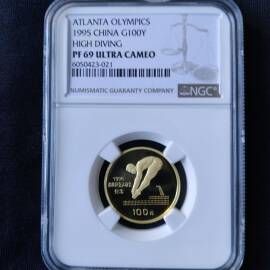 ATLANTA OLYMPICS
1995 CHINA G100Y
HIGH DIVING
PF 69 ULTRA CAMEO
6050423-021
NUMISMATIC GUARANTY COMPANY
NGC
100元